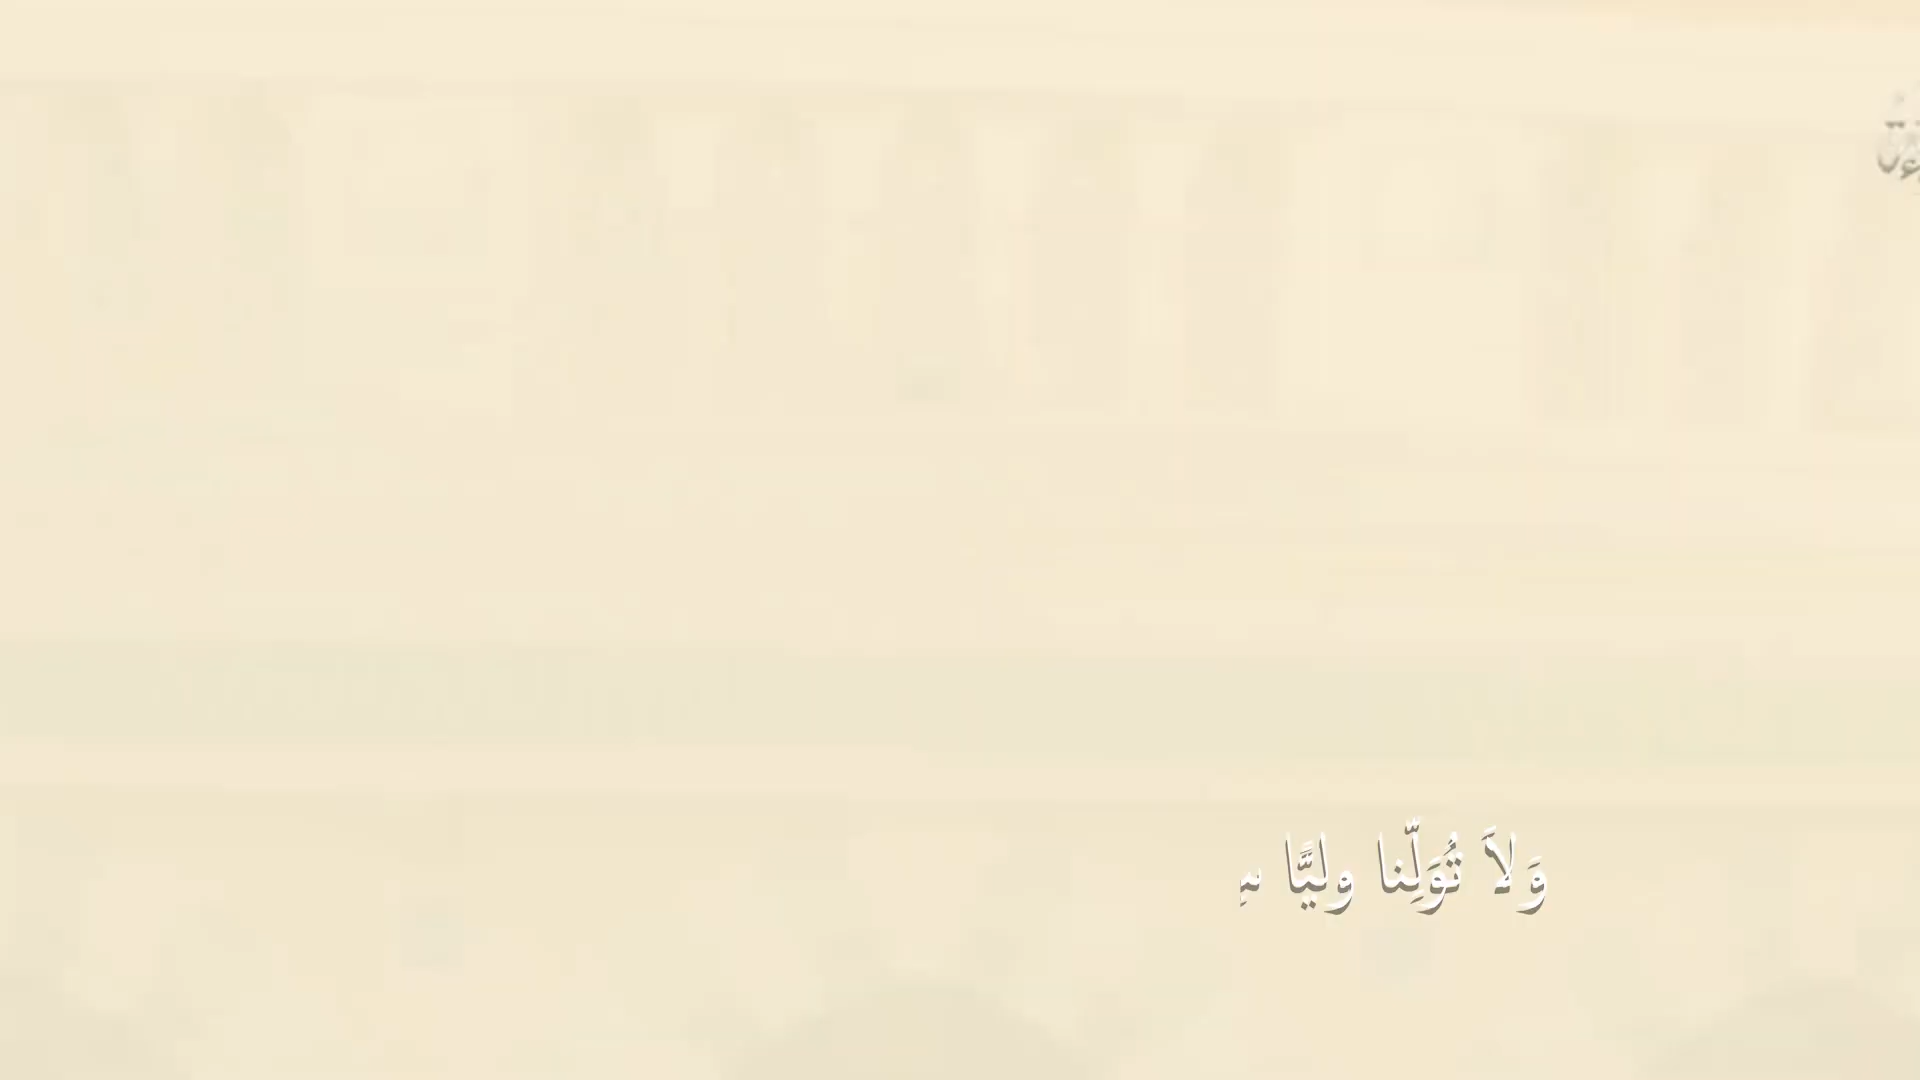 وَلاَ تُوَلِّنا وليًّا